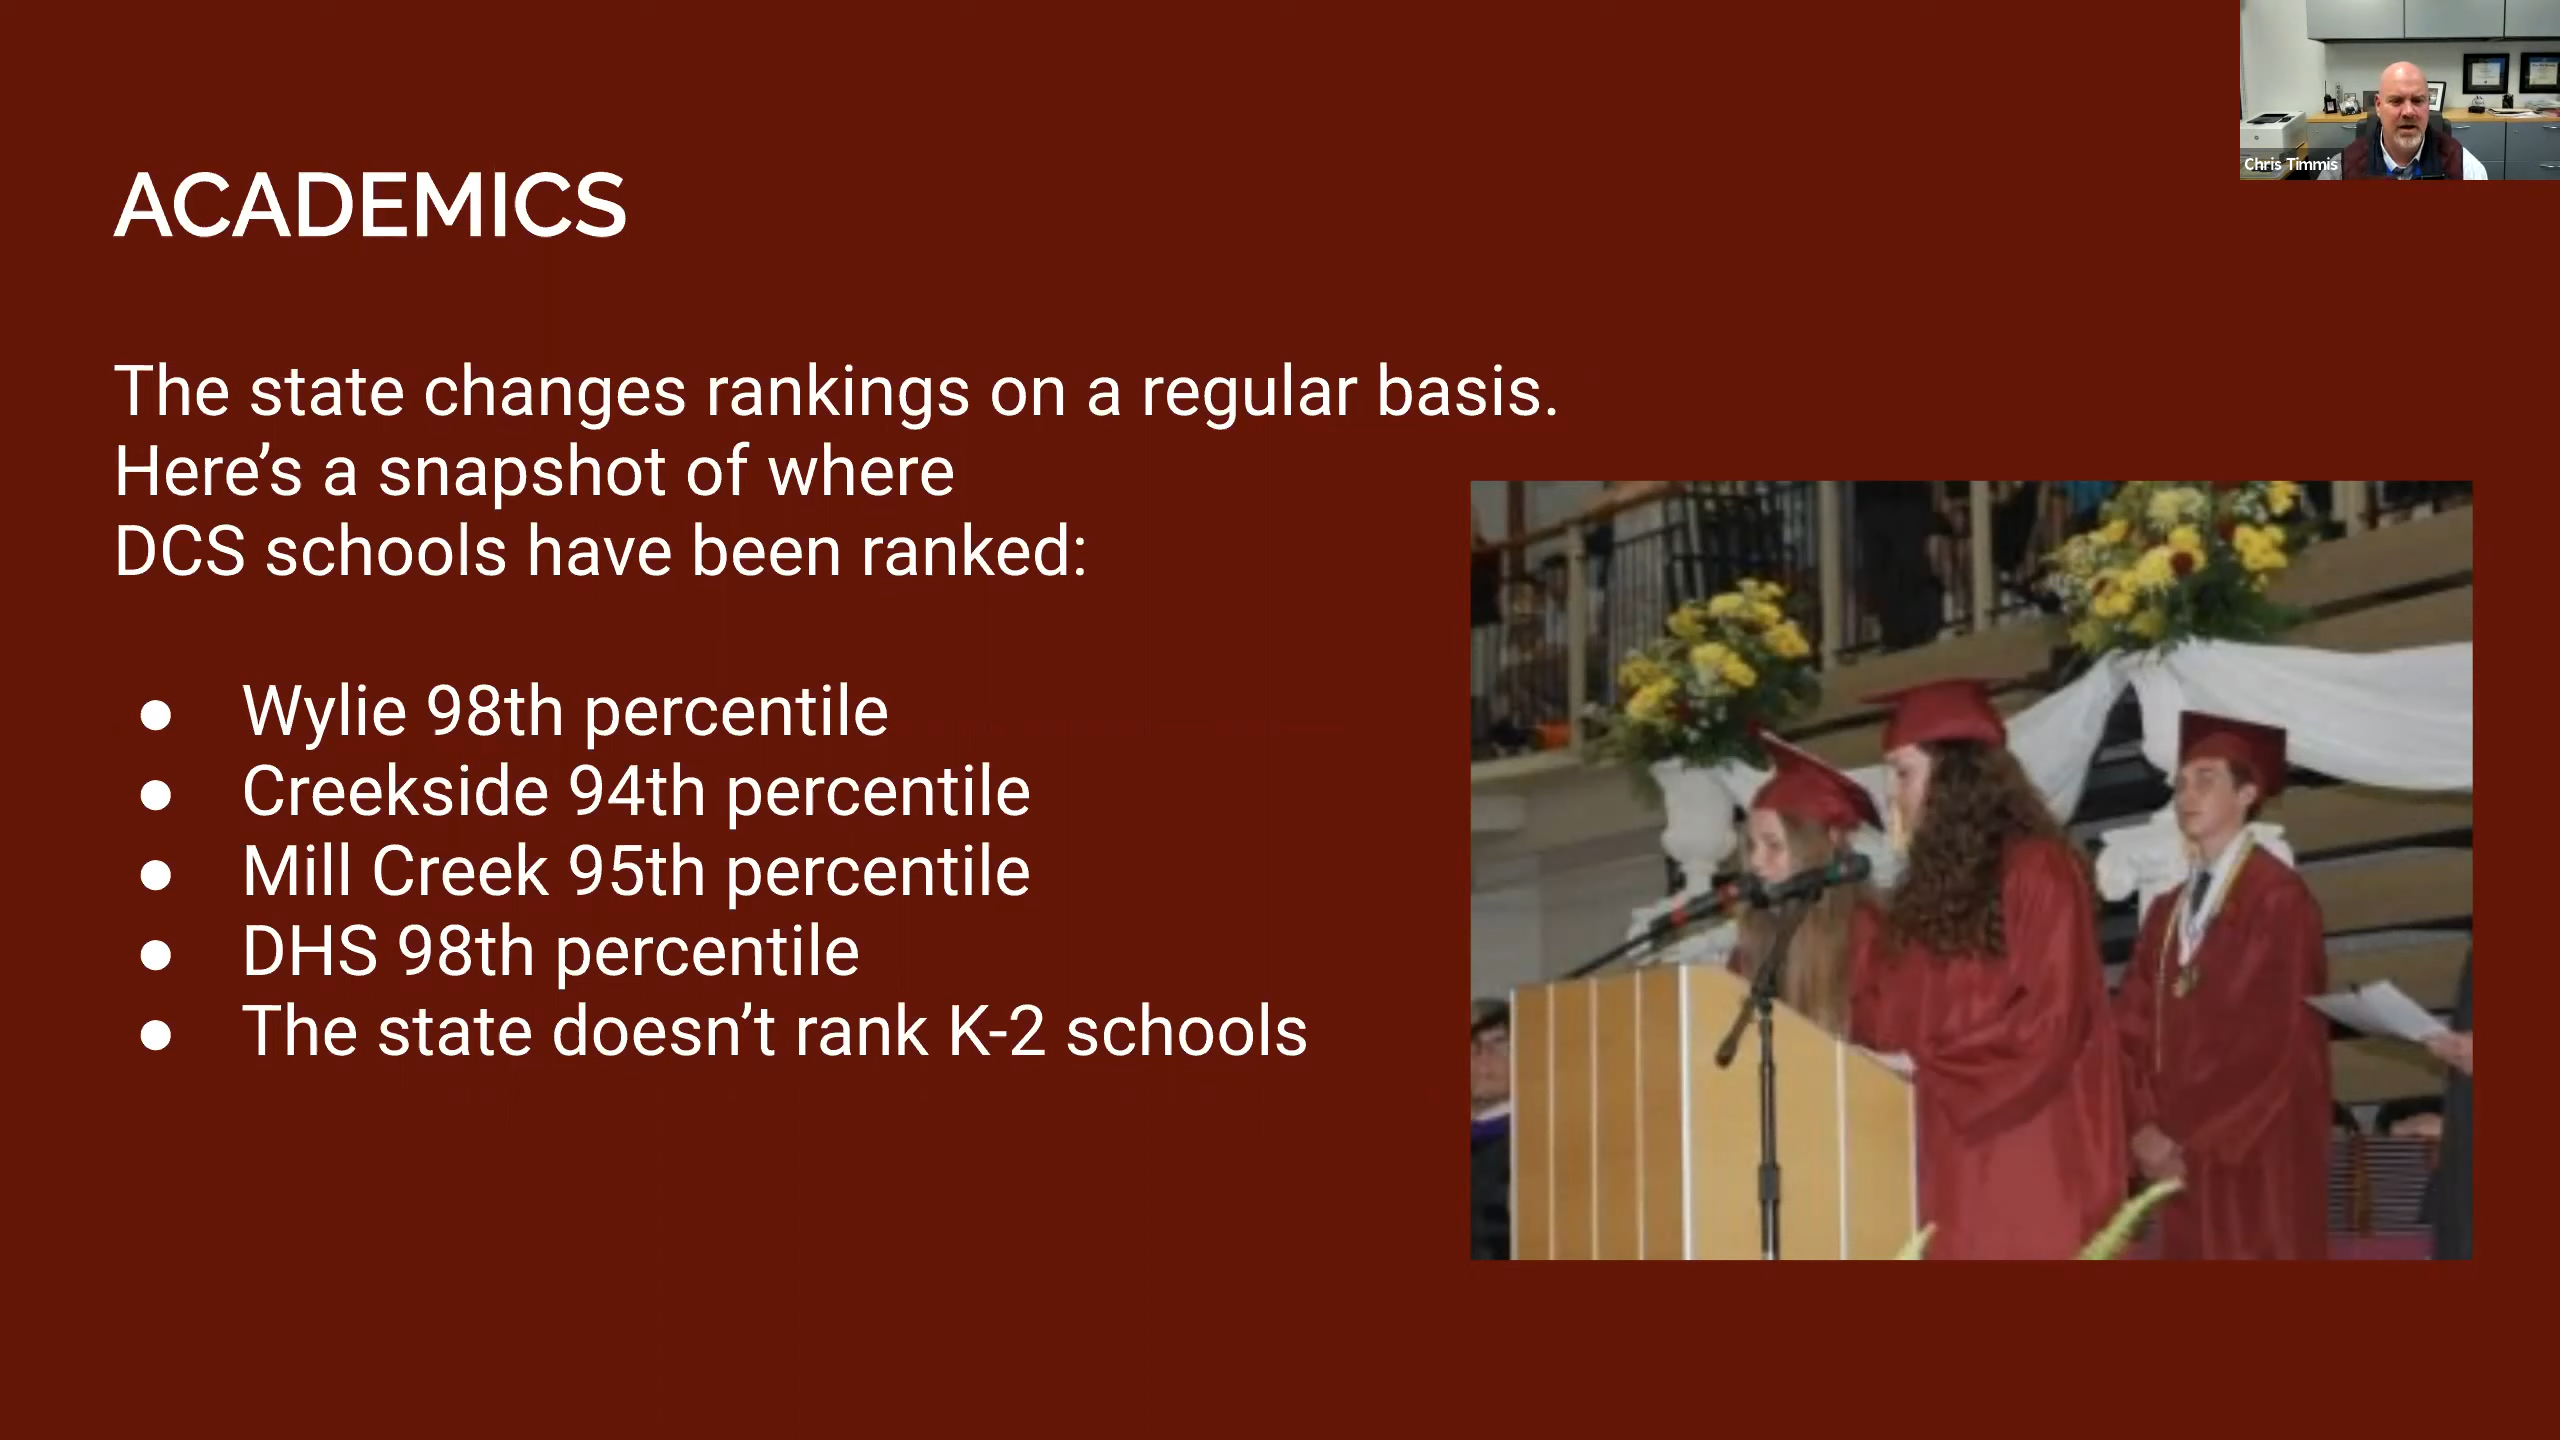 Chris Timmis
ACADEMICS
The state changes rankings on a regular basis.
Here’s a snapshot of where
DCS schools have been ranked:
● Wylie 98th percentile
● Creekside 94th percentile
● Mill Creek 95th percentile
● DHS 98th percentile
● The state doesn’t rank K-2 schools